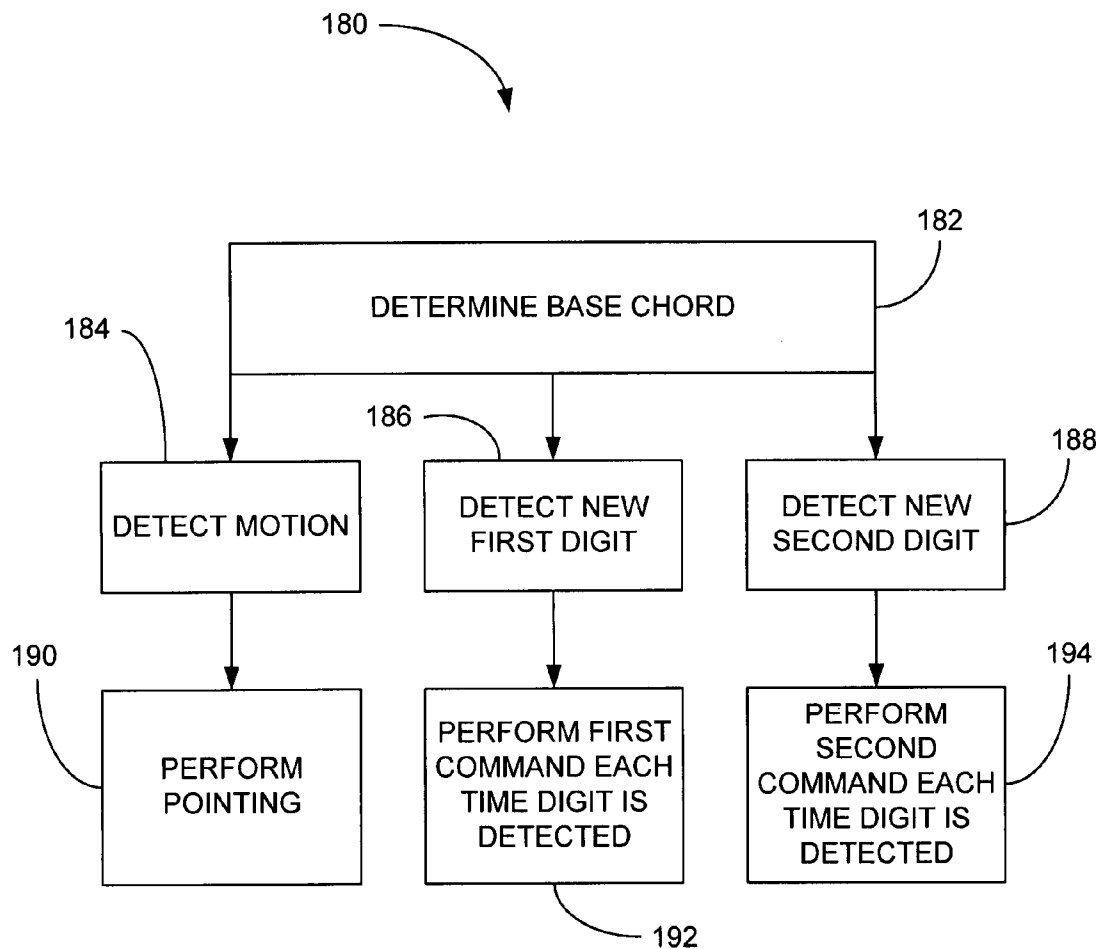 180
182
DETERMINE BASE CHORD
184
186
188
DETECT MOTION
DETECT NEW
FIRST DIGIT
DETECT NEW
SECOND DIGIT
190
194
PERFORM
POINTING
PERFORM FIRST
COMMAND EACH
TIME DIGIT IS
DETECTED
PERFORM
SECOND
COMMAND EACH
TIME DIGIT IS
DETECTED
192